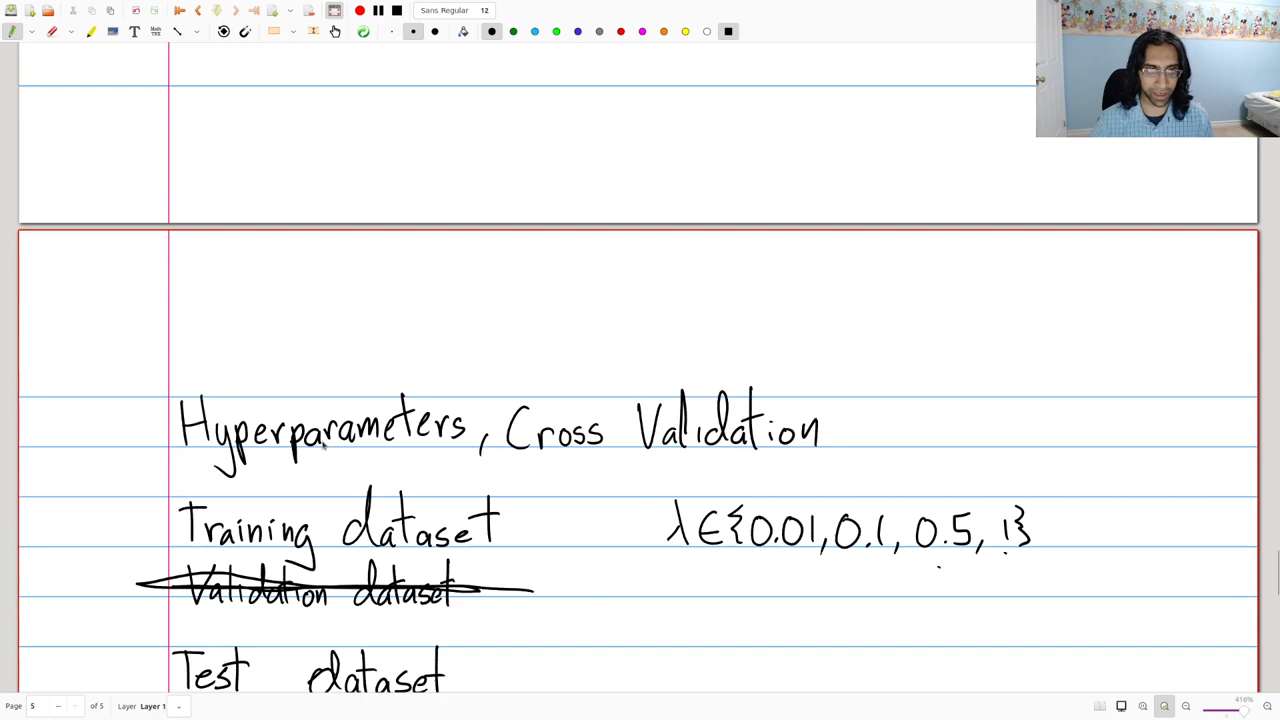 Sans Regular 12
Hyperparameters, Cross Validation
Training dataset λ∈{0.01, 0.1, 0.5, 1}
Validation dataset
Test dataset
Page 5 of 5 Layer Layer 1 416%